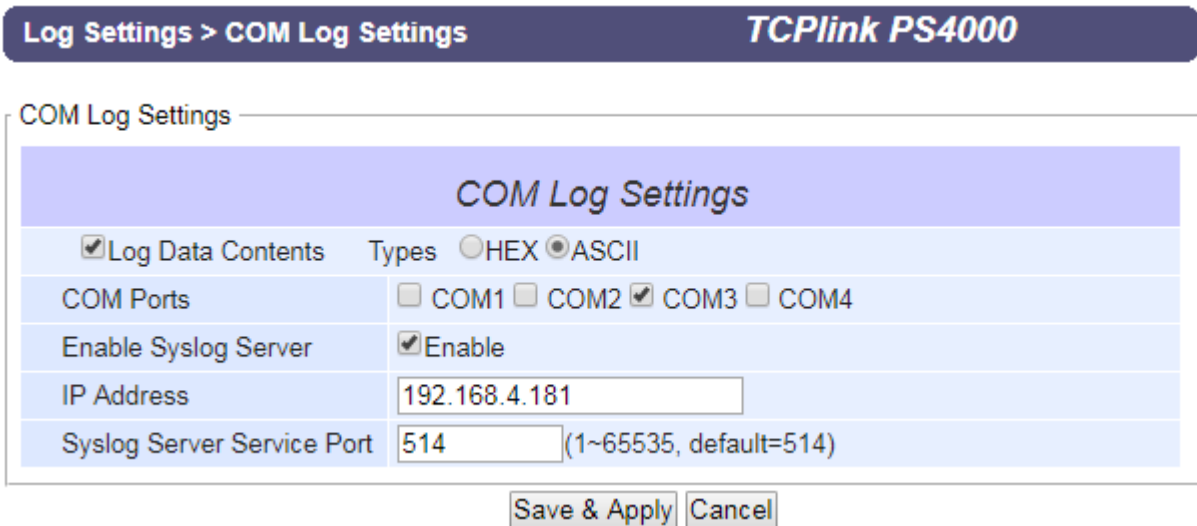 Log Settings > COM Log Settings TCPlink PS4000
COM Log Settings
COM Log Settings
Log Data Contents Types HEX ASCII
COM Ports COM1 COM2 COM3 COM4
Enable Syslog Server Enable
IP Address 192.168.4.181
Syslog Server Service Port 514 (1~65535, default=514)
Save & Apply Cancel